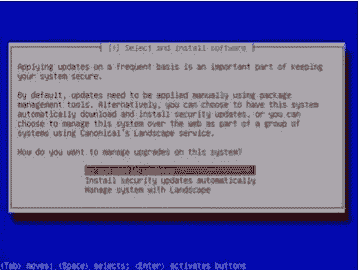 [!] Select and install software
Applying updates on a frequent basis is an important part of keeping
your system secure.
By default, updates need to be applied manually using package
management tools. Alternatively, you can choose to have this system
automatically download and install security updates, or you can
choose to manage this system over the web as part of a group of
systems using Canonical's Landscape service.
How do you want to manage upgrades on this system?
Install security updates automatically
Manage system with Landscape
<Tab> moves; <Space> selects; <Enter> activates buttons